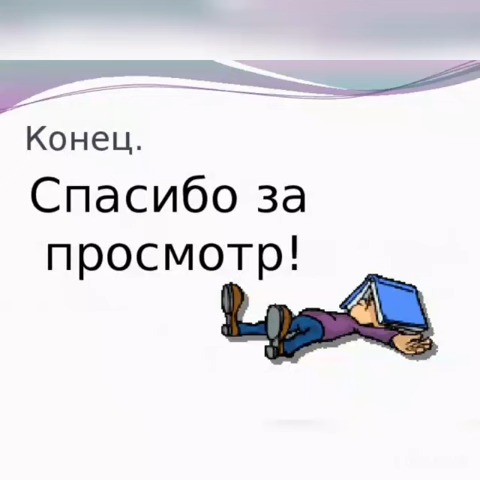 Конец.
Спасибо за
просмотр!